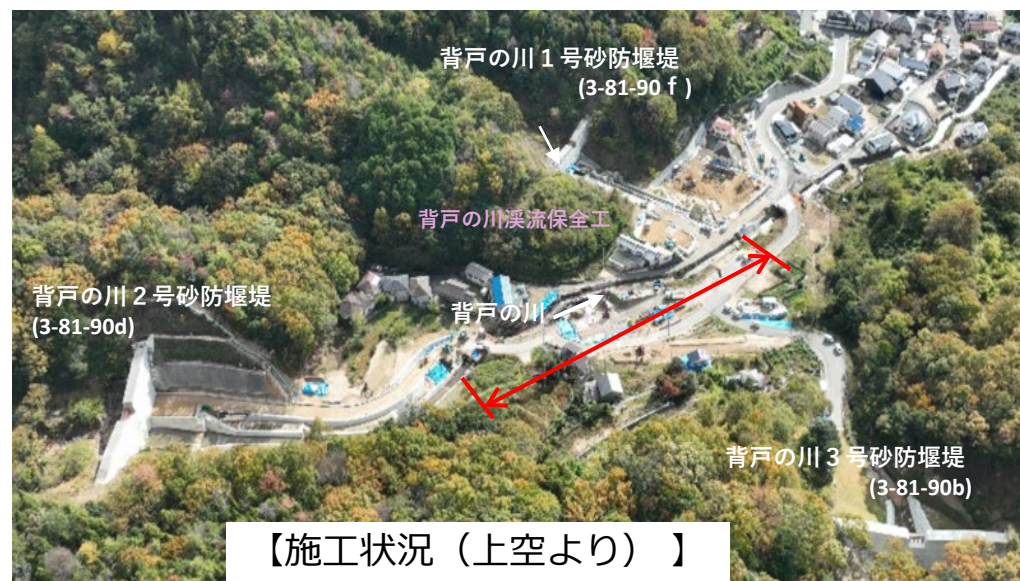 背戸の川１号砂防堰堤
(3-81-90ｆ)
背戸の川渓流保全工
背戸の川２号砂防堰堤
(3-81-90d)
背戸の川
背戸の川３号砂防堰堤
(3-81-90b)
【施工状況（上空より） 】